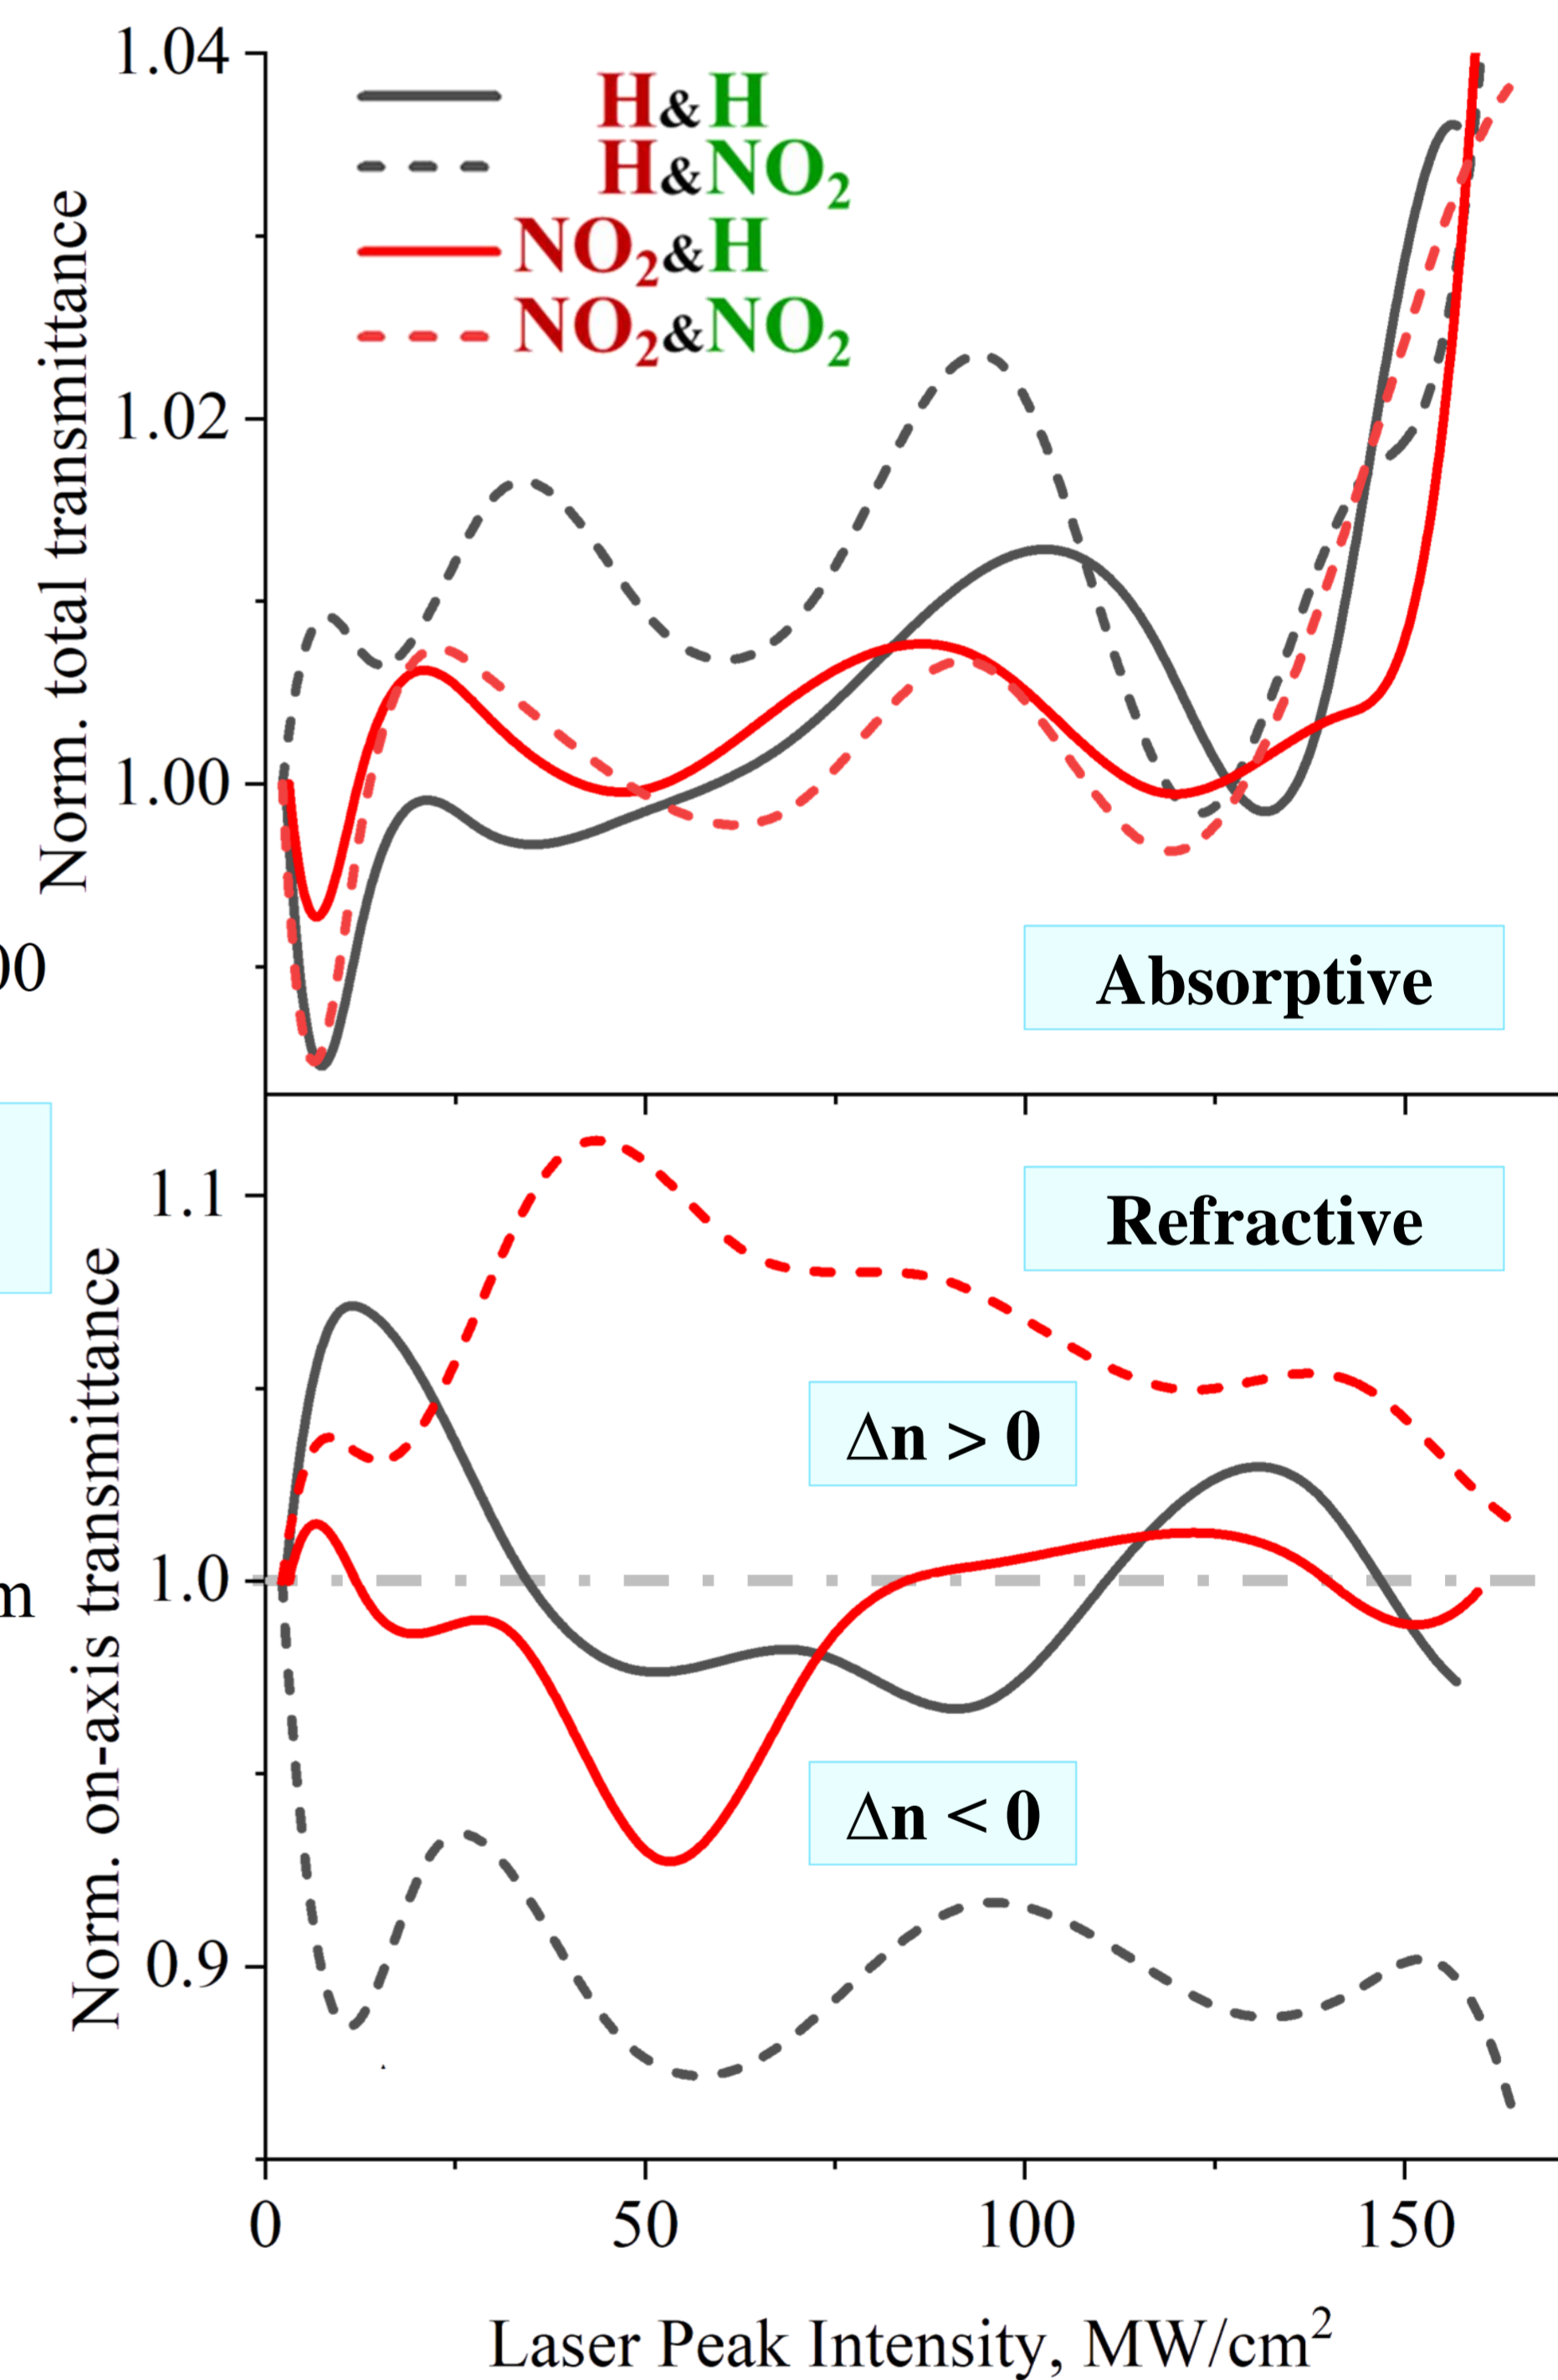 1.04
H&H
H&NO₂
NO₂&H
NO₂&NO₂
1.02
1.00
Norm. total transmittance
00
Absorptive
1.1
Refractive
Δn > 0
1.0
m
Δn < 0
0.9
Norm. on-axis transmittance
0 50 100 150
Laser Peak Intensity, MW/cm²